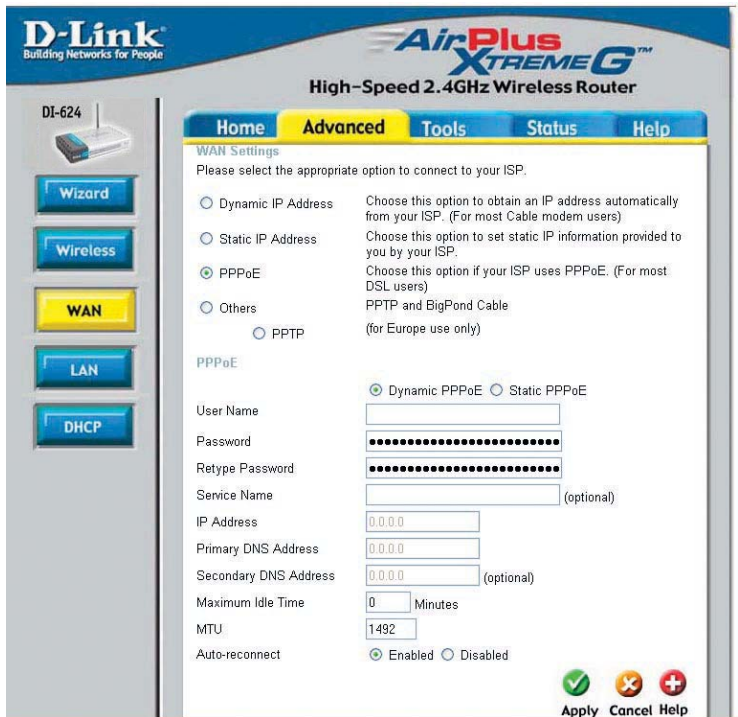 D-Link
Building Networks for People
AirPlus
XTREME G™
High-Speed 2.4GHz Wireless Router
DI-624
Home Advanced Tools Status Help
Wizard
Wireless
WAN
LAN
DHCP
WAN Settings
Please select the appropriate option to connect to your ISP.
Dynamic IP Address Choose this option to obtain an IP address automatically
from your ISP. (For most Cable modem users)
Static IP Address Choose this option to set static IP information provided to
you by your ISP.
PPPoE Choose this option if your ISP uses PPPoE. (For most
DSL users)
Others PPTP and BigPond Cable
PPTP (for Europe use only)
PPPoE
Dynamic PPPoE Static PPPoE
User Name
Password
Retype Password
Service Name (optional)
IP Address 0.0.0.0
Primary DNS Address 0.0.0.0
Secondary DNS Address 0.0.0.0 (optional)
Maximum Idle Time 0 Minutes
MTU 1492
Auto-reconnect Enabled Disabled
Apply Cancel Help